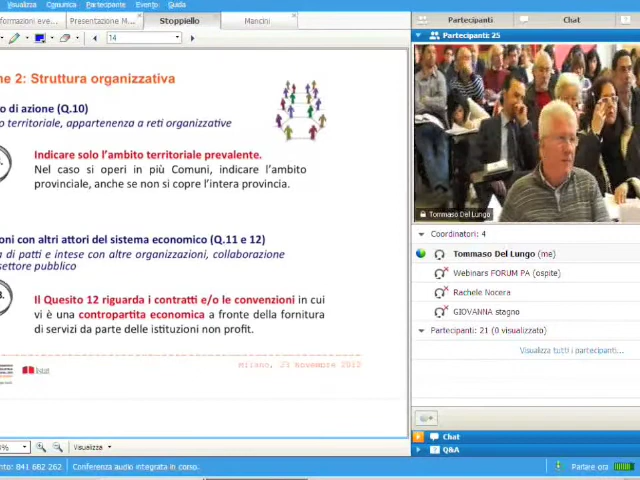 Visualizza Comunica Partecipante Evento Guida
formazioni eve... Presentazione M... Stoppiello Mancini
14
ne 2: Struttura organizzativa
o di azione (Q.10)
o territoriale, appartenenza a reti organizzative
Indicare solo l'ambito territoriale prevalente.
Nel caso si operi in più Comuni, indicare l'ambito
provinciale, anche se non si copre l'intera provincia.
oni con altri attori del sistema economico (Q.11 e 12)
a di patti e intese con altre organizzazioni, collaborazione
settore pubblico
Il Quesito 12 riguarda i contratti e/o le convenzioni in cui
vi è una contropartita economica a fronte della fornitura
di servizi da parte delle istituzioni non profit.
Istat
Milano, 23 Novembre 2012
Visualizza
nto: 841 682 262 Conferenza audio integrata in corso.
Partecipanti Chat
Partecipanti: 25
Tommaso Del Lungo
Coordinatori: 4
Tommaso Del Lungo (me)
Webinars FORUM PA (ospite)
Rachele Nocera
GIOVANNA stagno
Partecipanti: 21 (0 visualizzato)
Visualizza tutti i partecipanti...
Chat
Q&A
Parlare ora